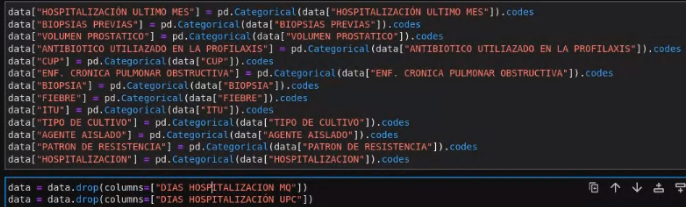 data["HOSPITALIZACIÓN ULTIMO MES"] = pd.Categorical(data["HOSPITALIZACIÓN ULTIMO MES"]).codes
data["BIOPSIAS PREVIAS"] = pd.Categorical(data["BIOPSIAS PREVIAS"]).codes
data["VOLUMEN PROSTATICO"] = pd.Categorical(data["VOLUMEN PROSTATICO"]).codes
data["ANTIBIOTICO UTILIAZADO EN LA PROFILAXIS"] = pd.Categorical(data["ANTIBIOTICO UTILIAZADO EN LA PROFILAXIS"]).codes
data["CUP"] = pd.Categorical(data["CUP"]).codes
data["ENF. CRONICA PULMONAR OBSTRUCTIVA"] = pd.Categorical(data["ENF. CRONICA PULMONAR OBSTRUCTIVA"]).codes
data["BIOPSIA"] = pd.Categorical(data["BIOPSIA"]).codes
data["FIEBRE"] = pd.Categorical(data["FIEBRE"]).codes
data["ITU"] = pd.Categorical(data["ITU"]).codes
data["TIPO DE CULTIVO"] = pd.Categorical(data["TIPO DE CULTIVO"]).codes
data["AGENTE AISLADO"] = pd.Categorical(data["AGENTE AISLADO"]).codes
data["PATRON DE RESISTENCIA"] = pd.Categorical(data["PATRON DE RESISTENCIA"]).codes
data["HOSPITALIZACION"] = pd.Categorical(data["HOSPITALIZACION"]).codes
data = data.drop(columns=["DIAS HOSPITALIZACION MQ"])
data = data.drop(columns=["DIAS HOSPITALIZACIÓN UPC"])